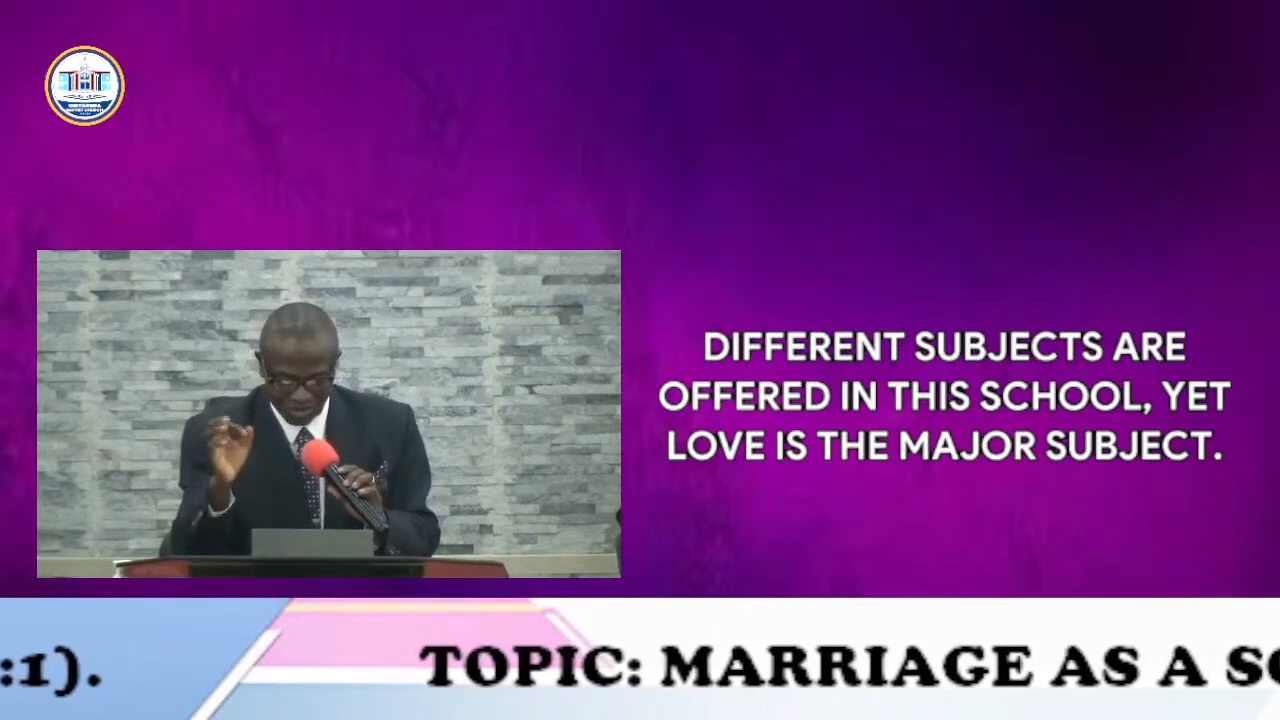 DIFFERENT SUBJECTS ARE
OFFERED IN THIS SCHOOL, YET
LOVE IS THE MAJOR SUBJECT.
:1). TOPIC: MARRIAGE AS A